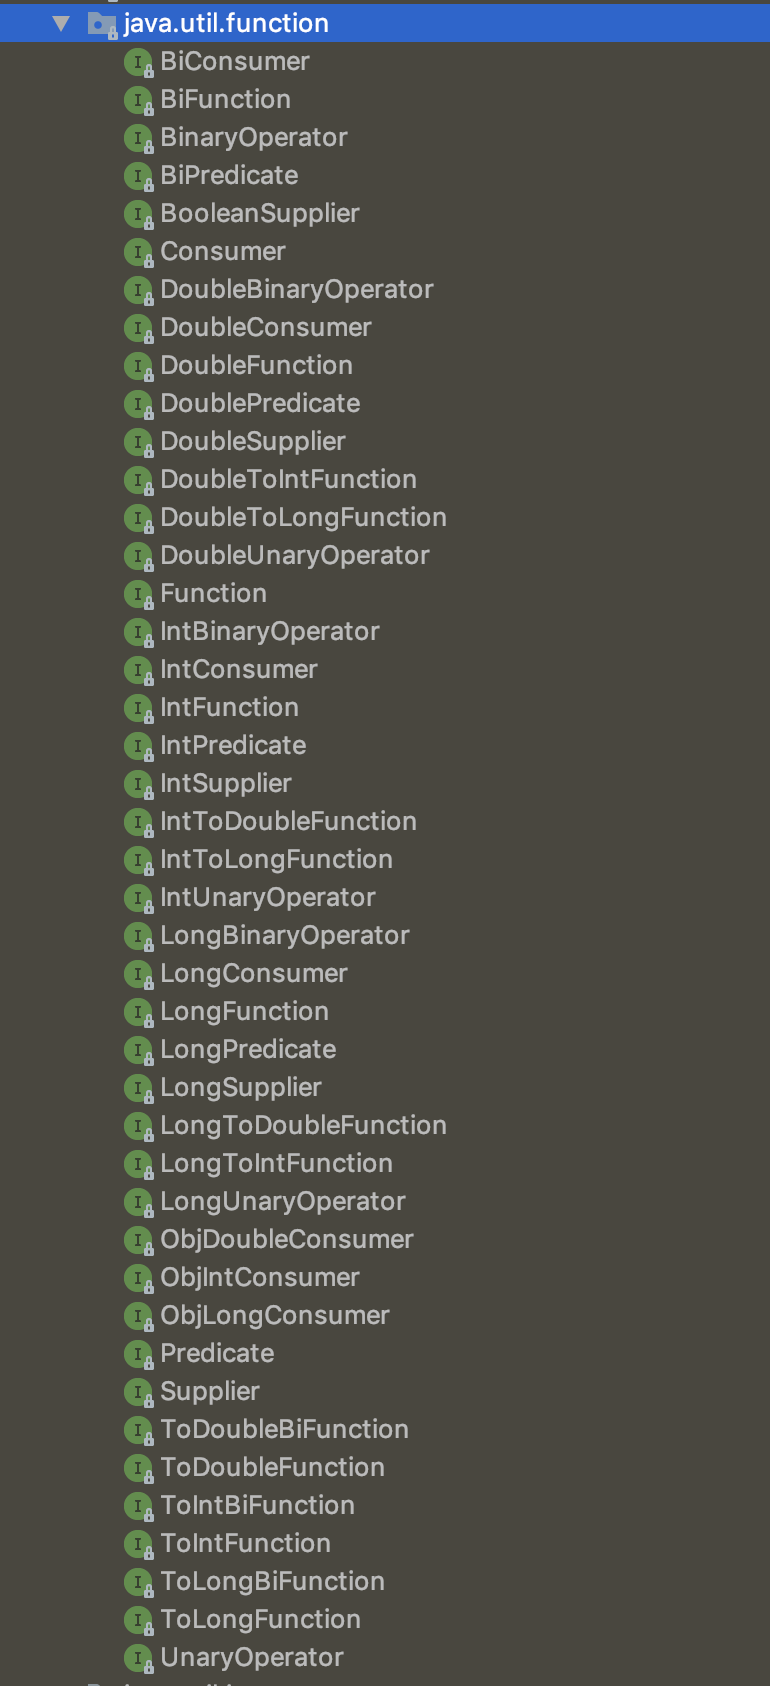 java.util.function
BiConsumer
BiFunction
BinaryOperator
BiPredicate
BooleanSupplier
Consumer
DoubleBinaryOperator
DoubleConsumer
DoubleFunction
DoublePredicate
DoubleSupplier
DoubleToIntFunction
DoubleToLongFunction
DoubleUnaryOperator
Function
IntBinaryOperator
IntConsumer
IntFunction
IntPredicate
IntSupplier
IntToDoubleFunction
IntToLongFunction
IntUnaryOperator
LongBinaryOperator
LongConsumer
LongFunction
LongPredicate
LongSupplier
LongToDoubleFunction
LongToIntFunction
LongUnaryOperator
ObjDoubleConsumer
ObjIntConsumer
ObjLongConsumer
Predicate
Supplier
ToDoubleBiFunction
ToDoubleFunction
ToIntBiFunction
ToIntFunction
ToLongBiFunction
ToLongFunction
UnaryOperator